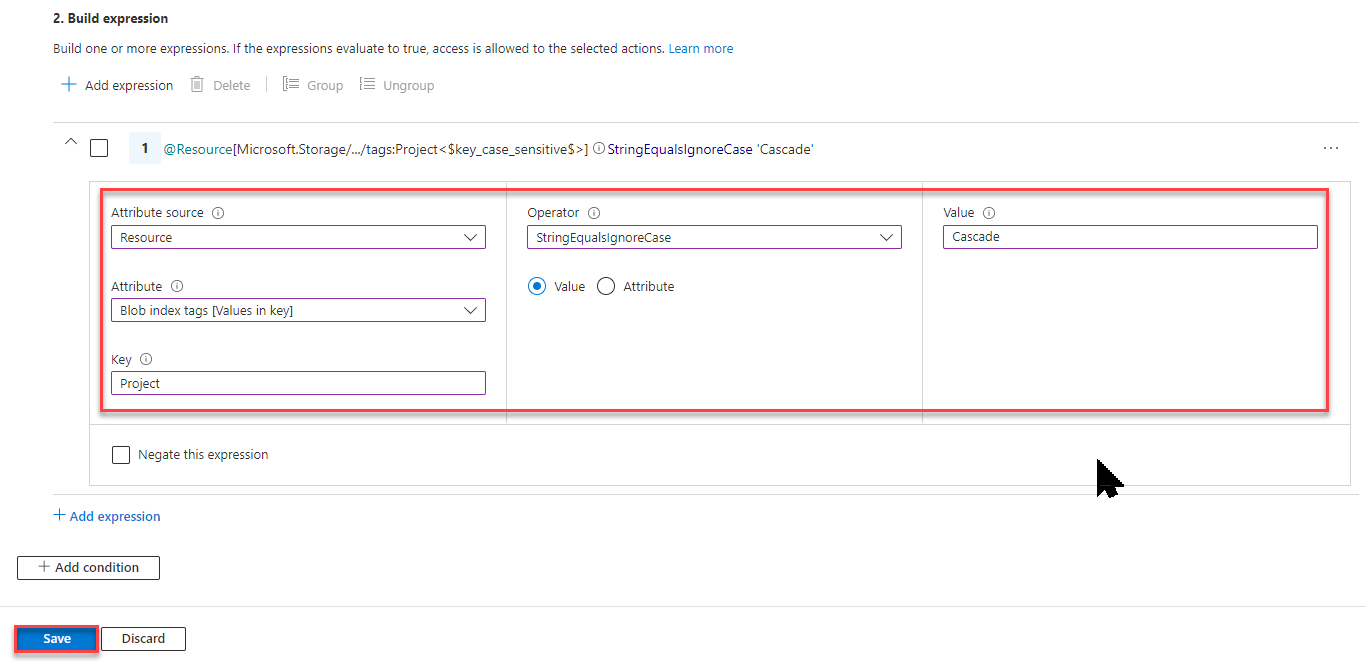 2. Build expression
Build one or more expressions. If the expressions evaluate to true, access is allowed to the selected actions. Learn more
Add expression Delete Group Ungroup
1 @Resource[Microsoft.Storage/.../tags:Project<$key_case_sensitive$>] StringEqualsIgnoreCase 'Cascade' ...
Attribute source Operator Value
Resource StringEqualsIgnoreCase Cascade
Attribute Value Attribute
Blob index tags [Values in key]
Key
Project
Negate this expression
+ Add expression
+ Add condition
Save Discard